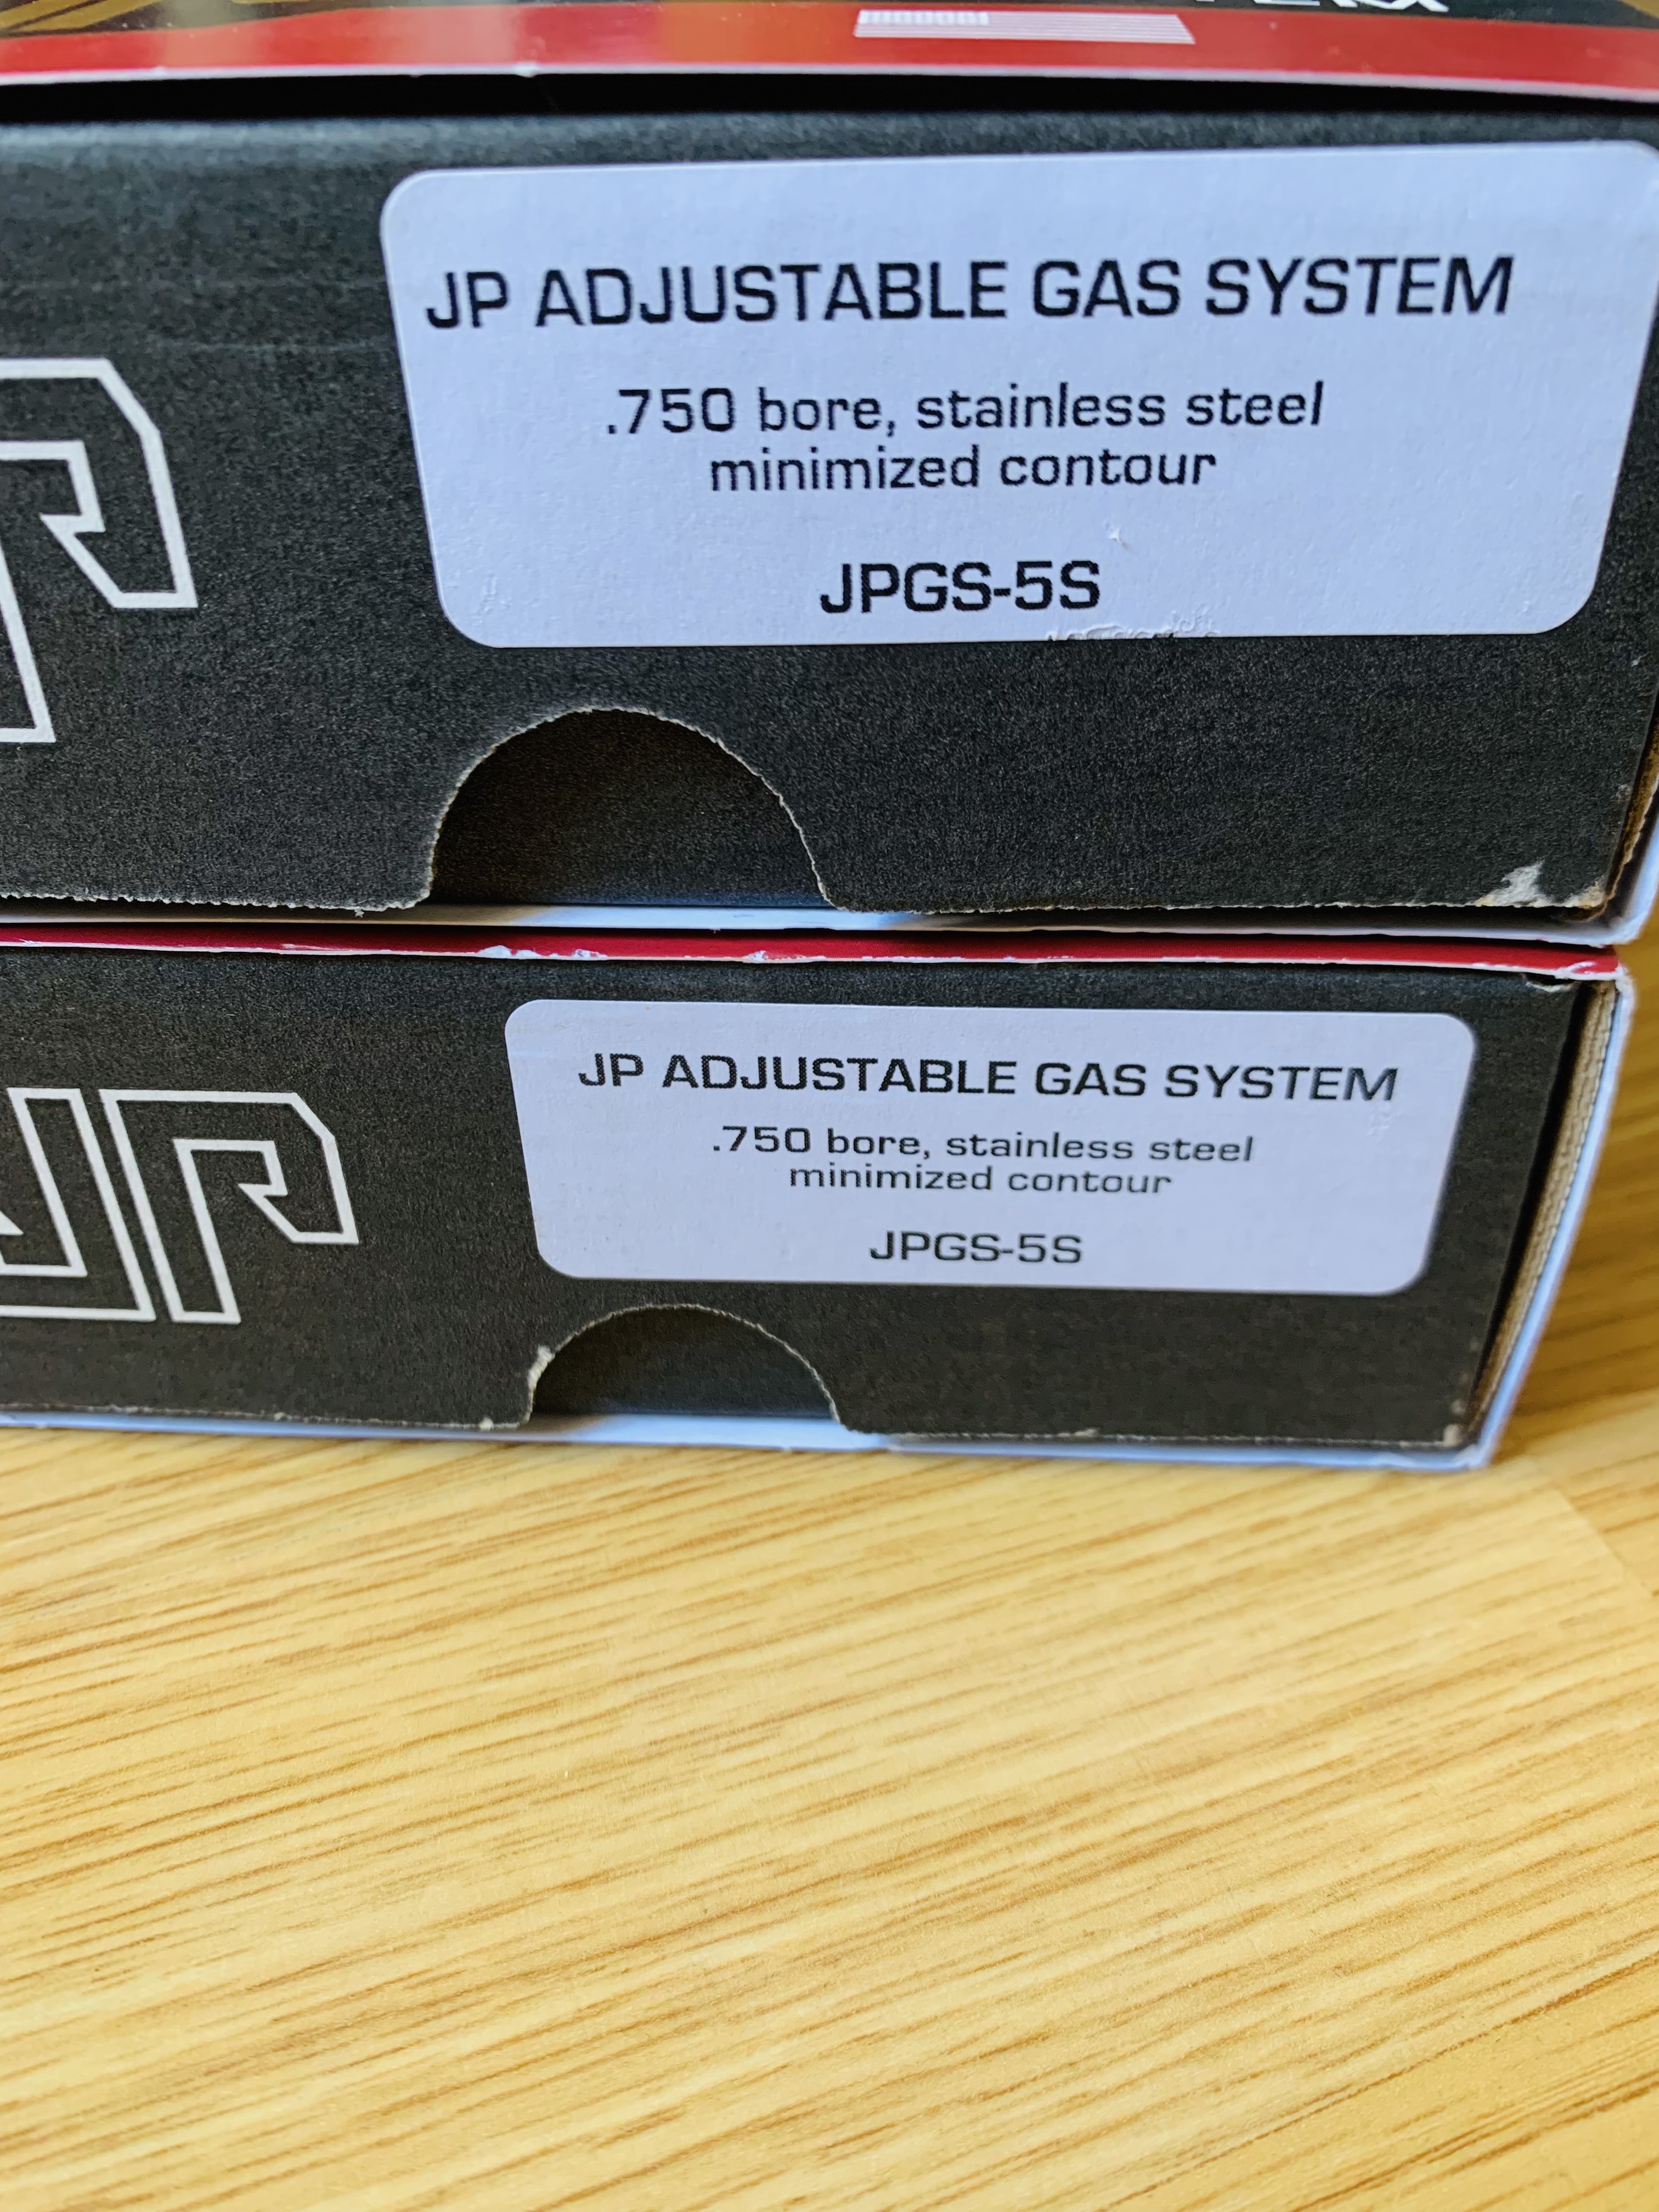 JP ADJUSTABLE GAS SYSTEM
.750 bore, stainless steel
minimized contour
JPGS-5S
JP
JP ADJUSTABLE GAS SYSTEM
.750 bore, stainless steel
minimized contour
JPGS-5S